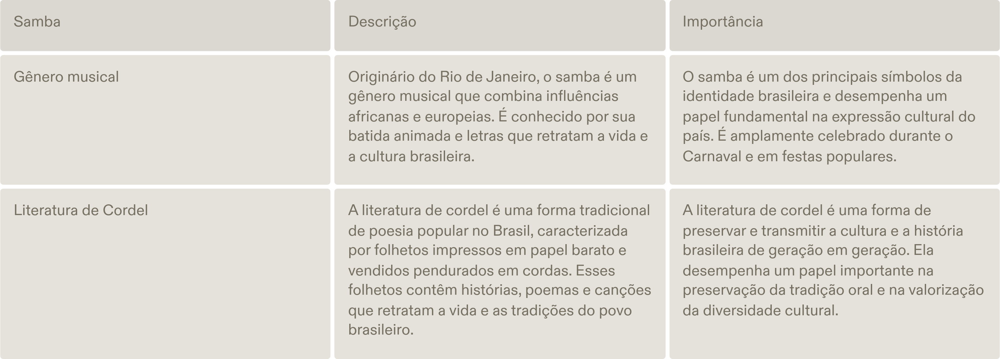 Samba
Descrição
Importância
Gênero musical
Originário do Rio de Janeiro, o samba é um
gênero musical que combina influências
africanas e europeias. É conhecido por sua
batida animada e letras que retratam a vida e
a cultura brasileira.
O samba é um dos principais símbolos da
identidade brasileira e desempenha um
papel fundamental na expressão cultural do
país. É amplamente celebrado durante o
Carnaval e em festas populares.
Literatura de Cordel
A literatura de cordel é uma forma tradicional
de poesia popular no Brasil, caracterizada
por folhetos impressos em papel barato e
vendidos pendurados em cordas. Esses
folhetos contêm histórias, poemas e canções
que retratam a vida e as tradições do povo
brasileiro.
A literatura de cordel é uma forma de
preservar e transmitir a cultura e a história
brasileira de geração em geração. Ela
desempenha um papel importante na
preservação da tradição oral e na valorização
da diversidade cultural.